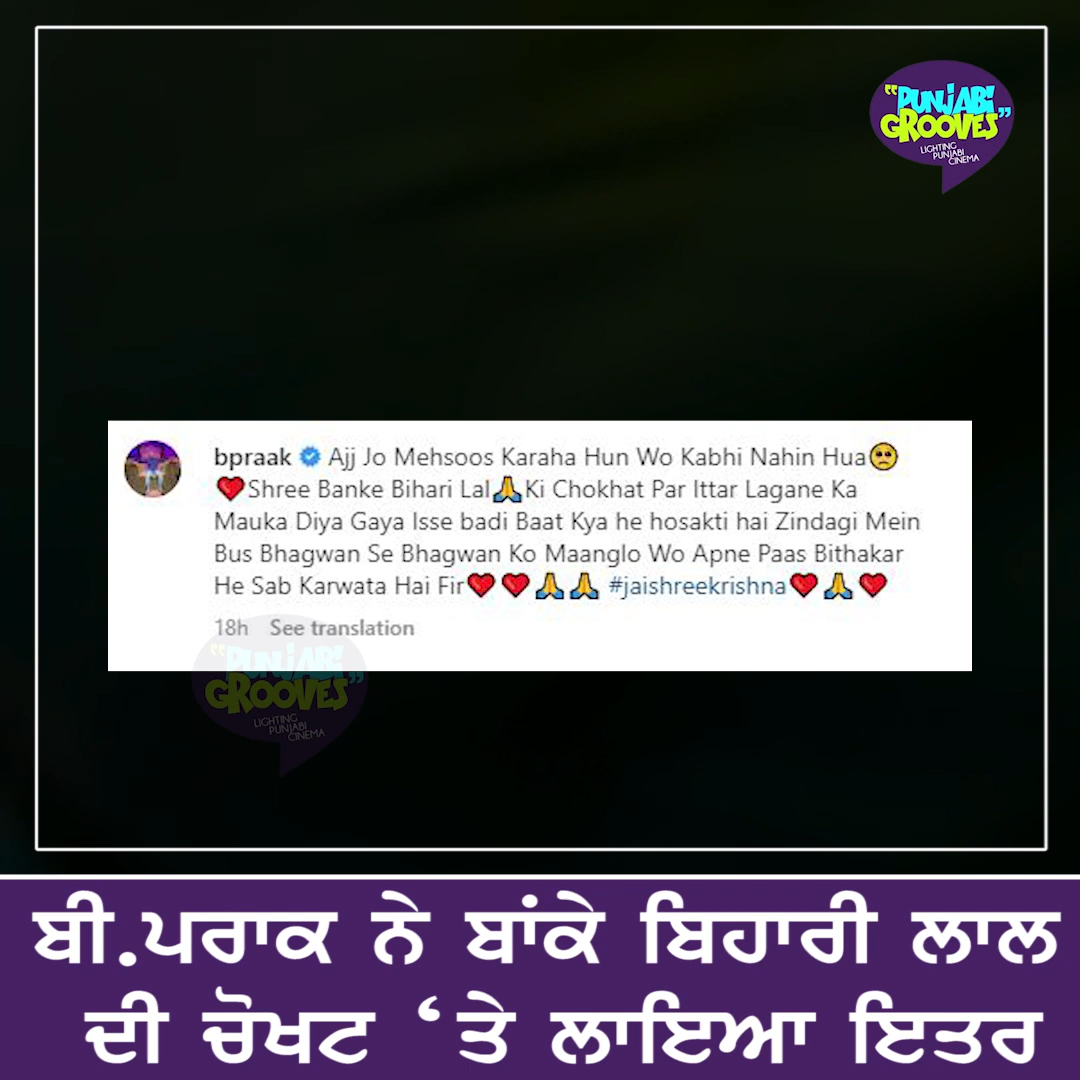 “PUNJABI
GROOVES”
LIGHTING
PUNJABI
CINEMA
bpraak Ajj Jo Mehsoos Karaha Hun Wo Kabhi Nahin Hua🥺
❤️Shree Banke Bihari Lal🙏Ki Chokhat Par Ittar Lagane Ka
Mauka Diya Gaya Isse badi Baat Kya he hosakti hai Zindagi Mein
Bus Bhagwan Se Bhagwan Ko Maanglo Wo Apne Paas Bithakar
He Sab Karwata Hai Fir❤️❤️🙏🙏 #jaishreekrishna❤️🙏❤️
18h See translation
“PUNJABI
GROOVES”
LIGHTING
PUNJABI
CINEMA
ਬੀ.ਪਰਾਕ ਨੇ ਬਾਂਕੇ ਬਿਹਾਰੀ ਲਾਲ
ਦੀ ਚੋਖਟ ‘ਤੇ ਲਾਇਆ ਇਤਰ